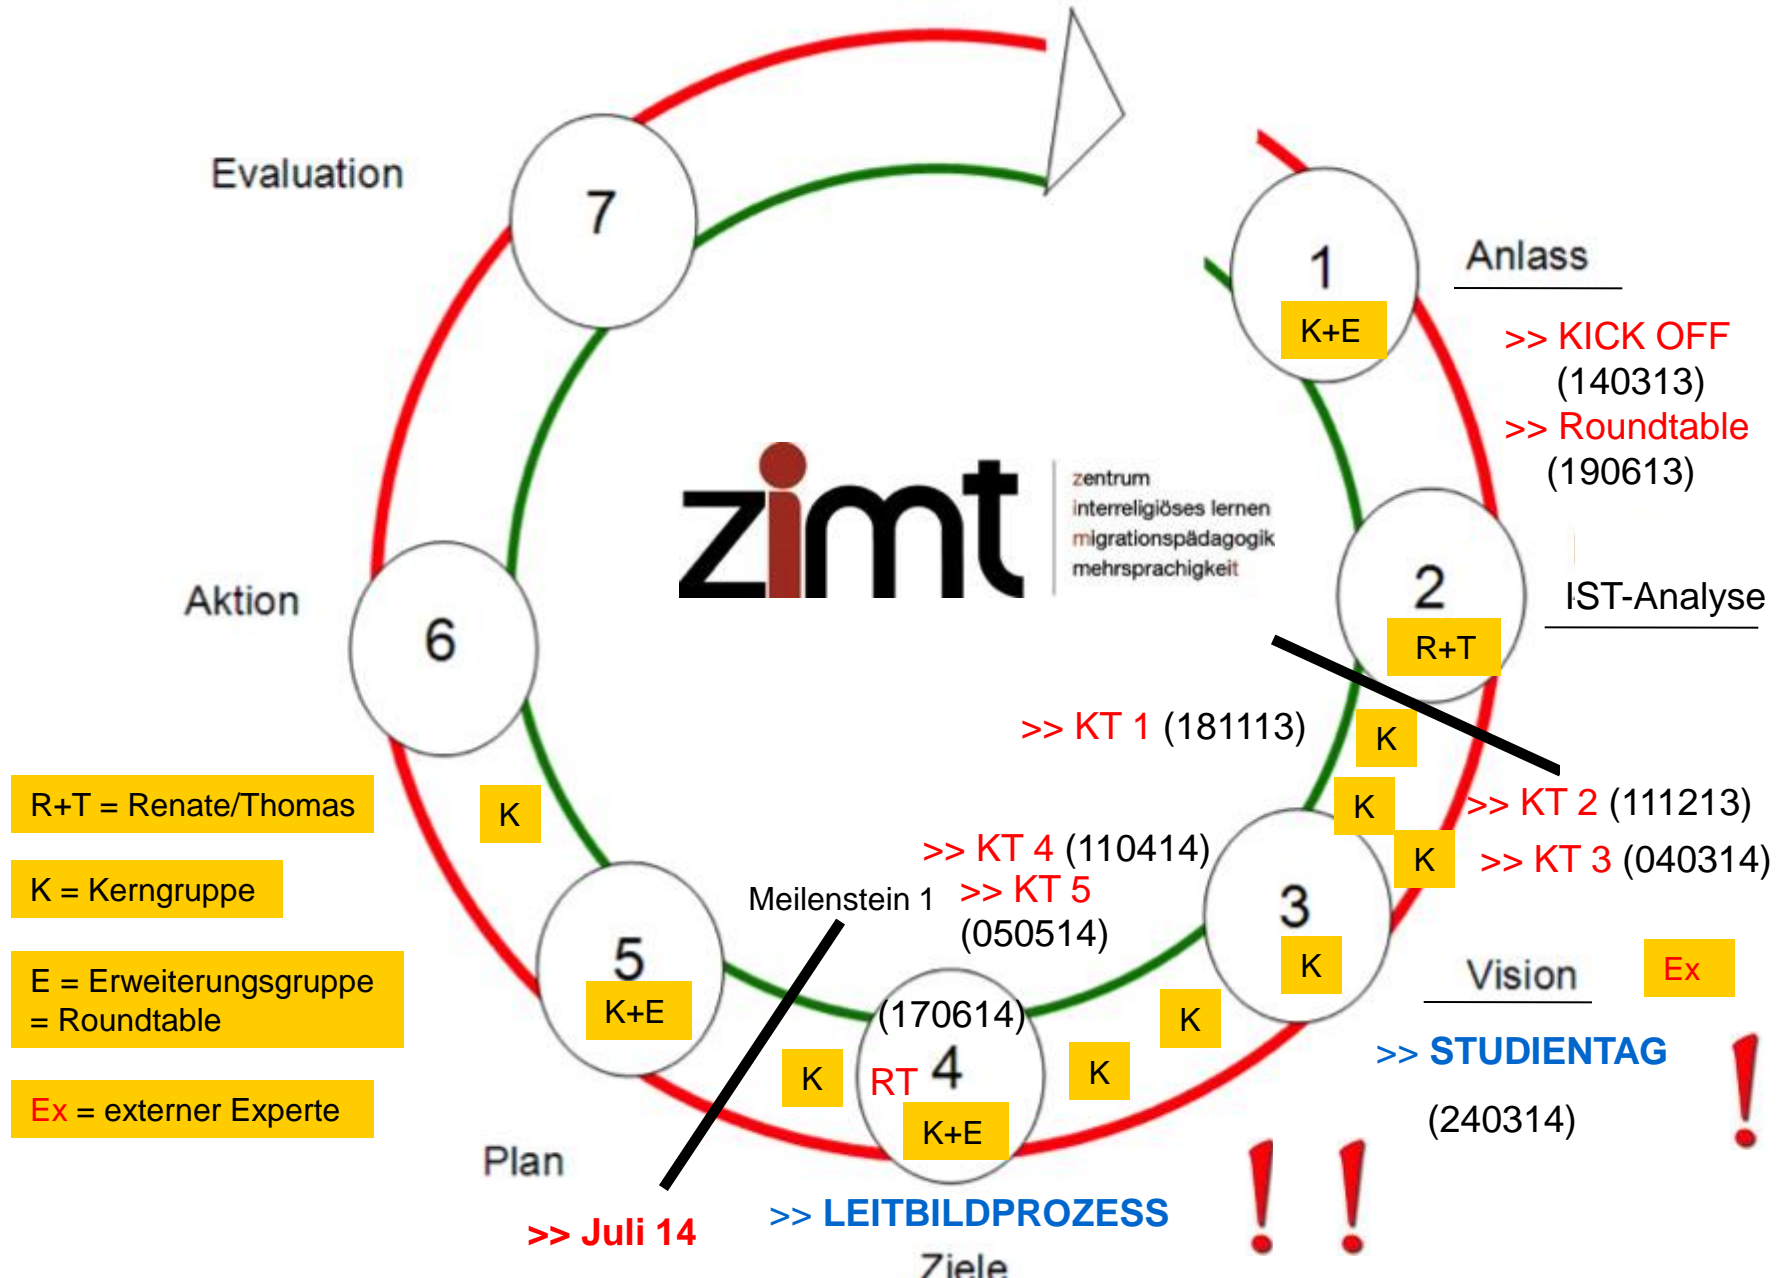 Evaluation
7
1
K+E
Anlass
>> KICK OFF
(140313)
>> Roundtable
(190613)
zimt
zentrum
interreligiöses lernen
migrationspädagogik
mehrsprachigkeit
2
R+T
IST-Analyse
Aktion
6
>> KT 1 (181113)
K
K
>> KT 2 (111213)
K
>> KT 3 (040314)
R+T = Renate/Thomas
K = Kerngruppe
E = Erweiterungsgruppe
= Roundtable
Ex = externer Experte
K
>> KT 4 (110414)
>> KT 5
(050514)
Meilenstein 1
3
K
Vision
Ex
>> STUDIENTAG
(240314)
!
5
K+E
K
K
(170614)
RT 4
K+E
K
Plan
>> Juli 14
>> LEITBILDPROZESS
! !
Ziele